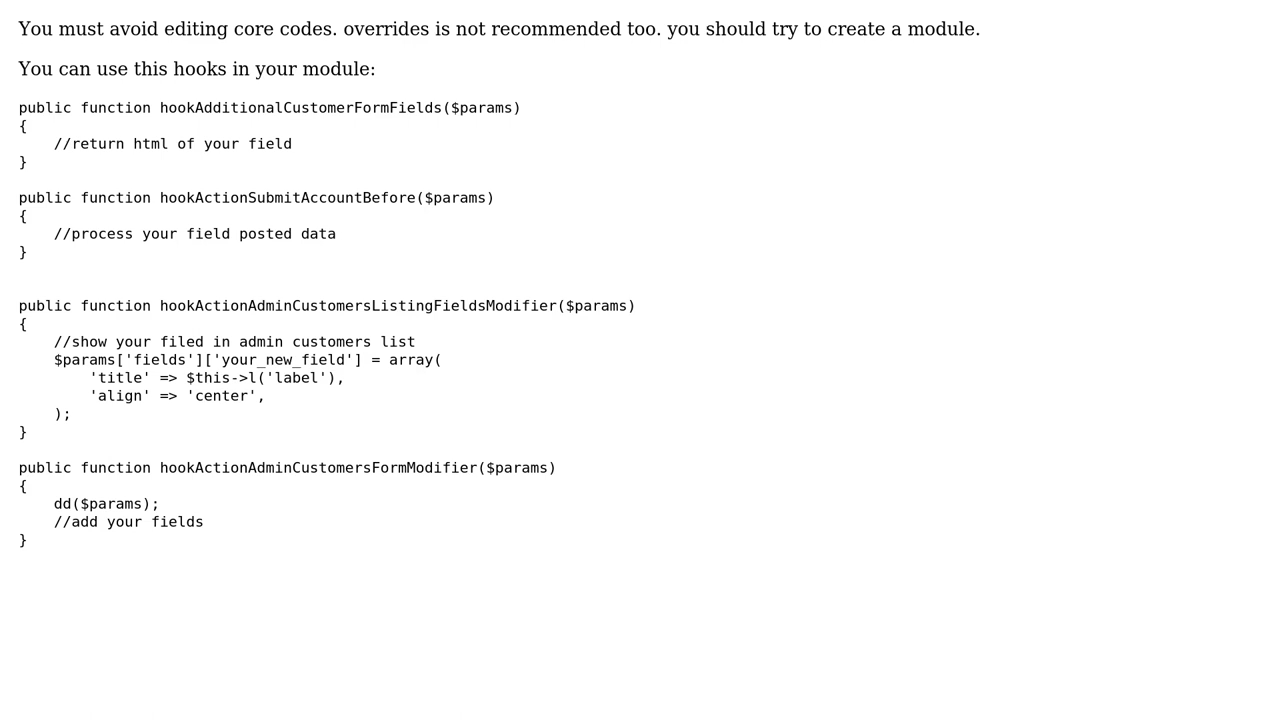 You must avoid editing core codes. overrides is not recommended too. you should try to create a module.
You can use this hooks in your module:
public function hookAdditionalCustomerFormFields($params)
{
    //return html of your field
}
public function hookActionSubmitAccountBefore($params)
{
    //process your field posted data
}
public function hookActionAdminCustomersListingFieldsModifier($params)
{
    //show your filed in admin customers list
    $params['fields']['your_new_field'] = array(
        'title' => $this->l('label'),
        'align' => 'center',
    );
}
public function hookActionAdminCustomersFormModifier($params)
{
    dd($params);
    //add your fields
}